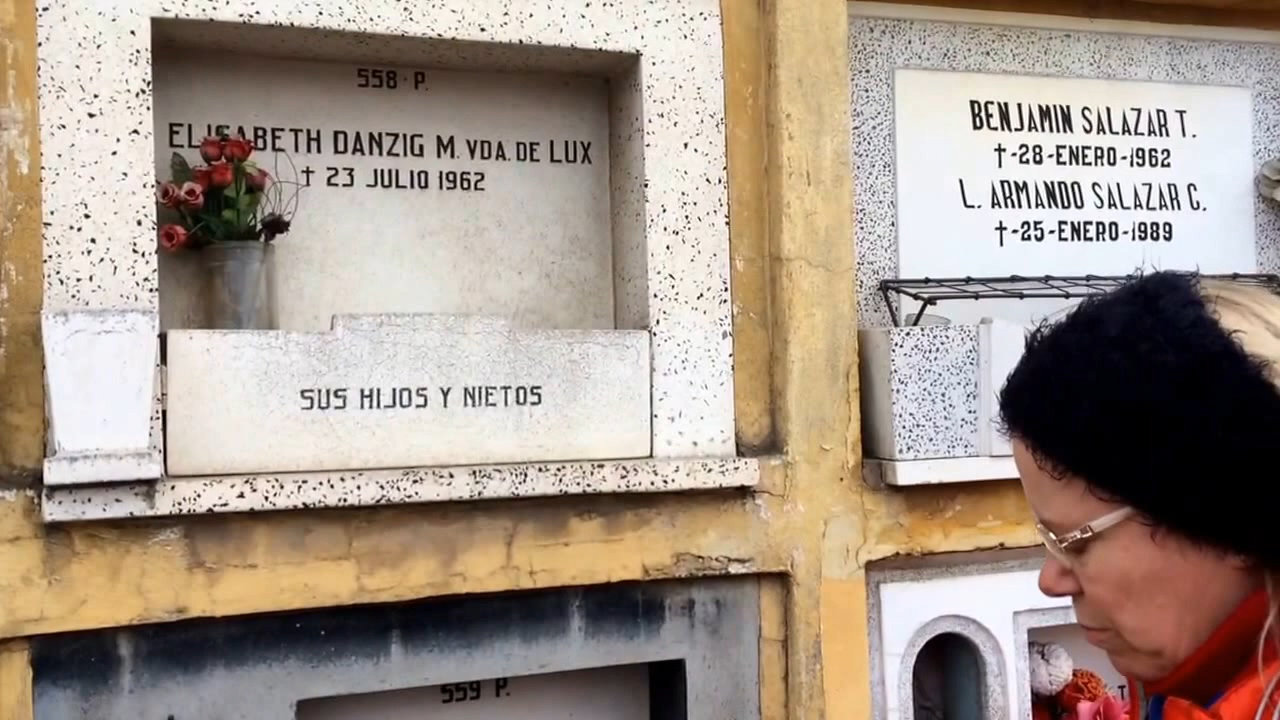 558 P.
ELISABETH DANZIG M. VDA. DE LUX
† 23 JULIO 1962
SUS HIJOS Y NIETOS
BENJAMIN SALAZAR T.
†-28-ENERO-1962
L. ARMANDO SALAZAR C.
†-25-ENERO-1989
559 P.